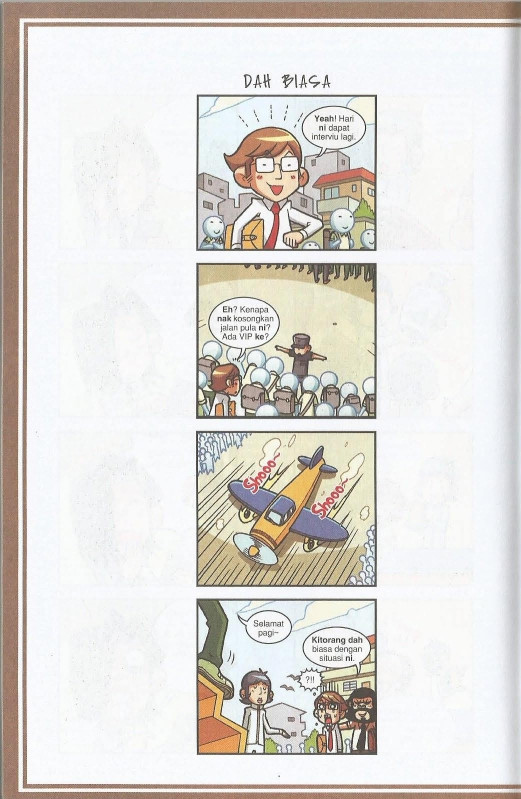 DAH BIASA
Yeah! Hari
ni dapat
interviu lagi.
Eh? Kenapa
nak kosongkan
jalan pula ni?
Ada VIP ke?
Shooo~
Shooo~
Selamat
pagi~
Kitorang dah
biasa dengan
situasi ni.
?!!